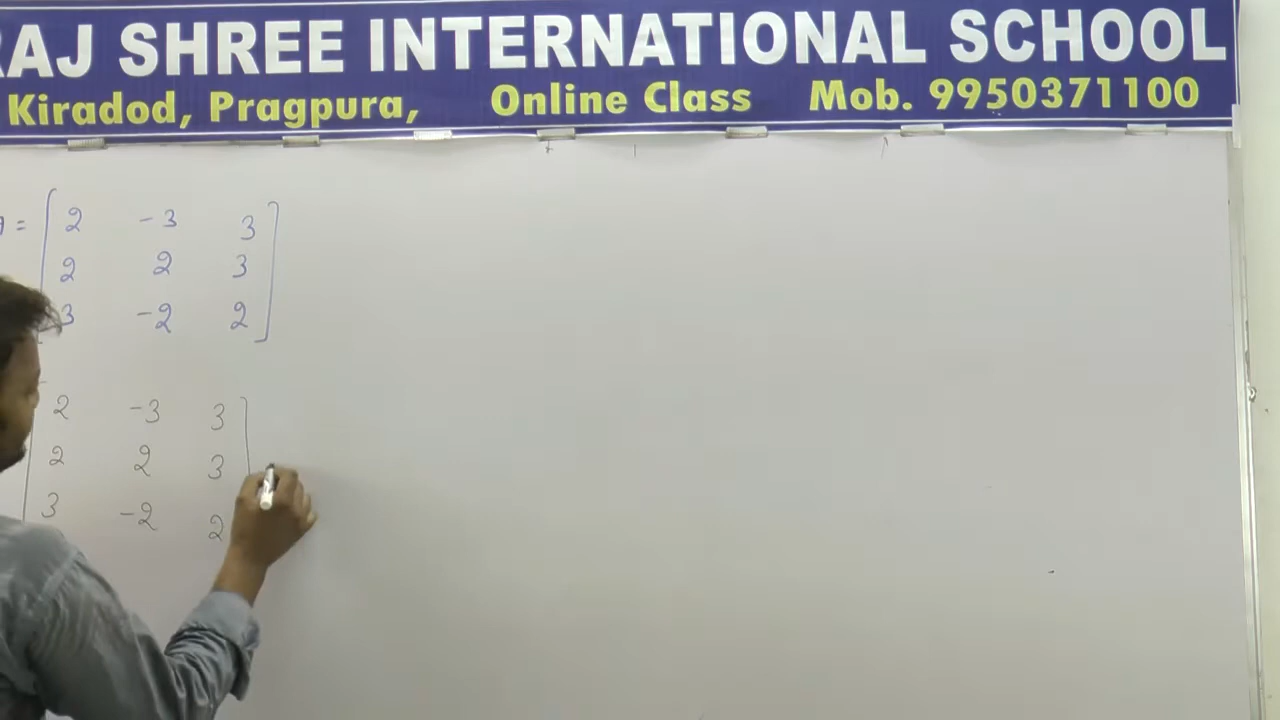 RAJ SHREE INTERNATIONAL SCHOOL
Kiradod, Pragpura, Online Class Mob. 9950371100
= 2 -3 3
2 2 3
3 -2 2
2 -3 3
2 2 3
3 -2 2